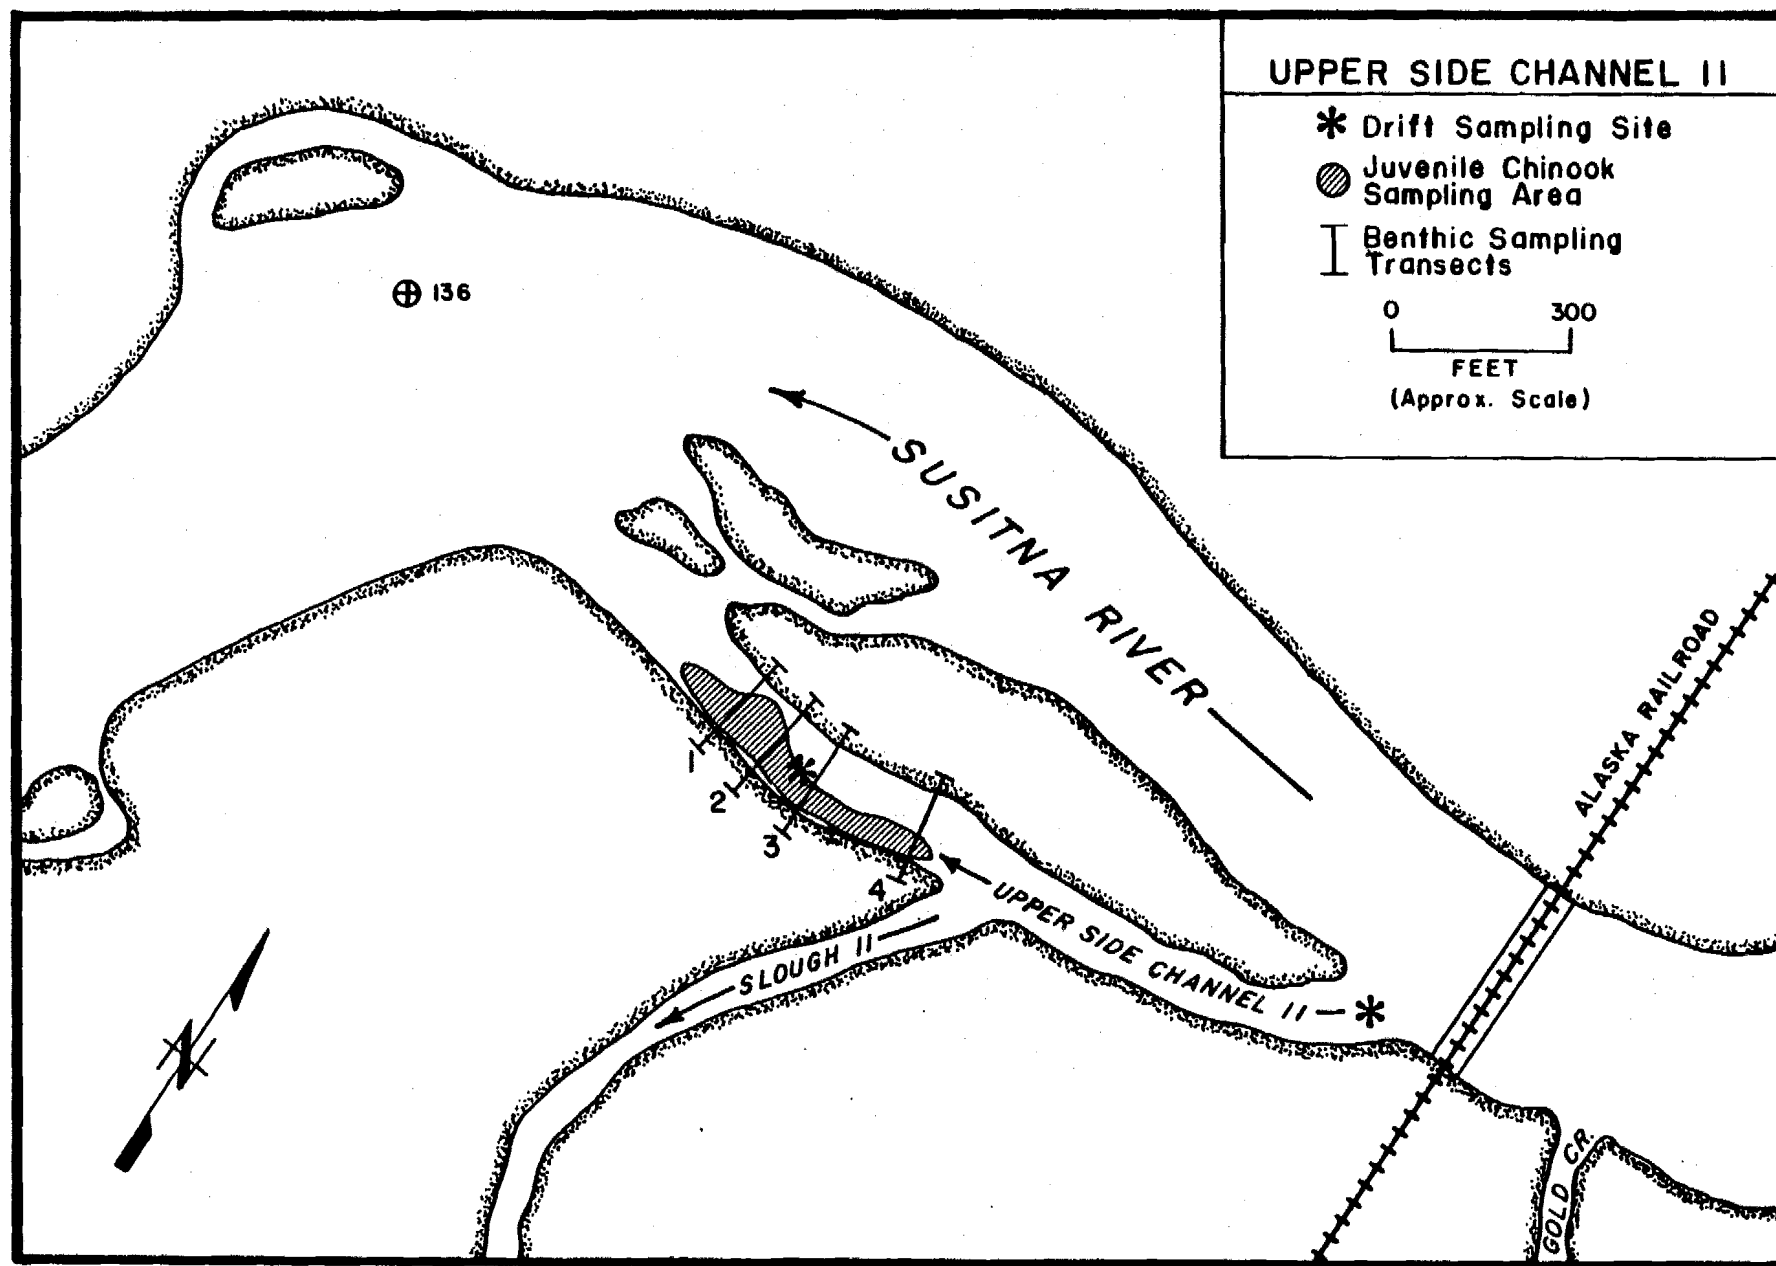 UPPER SIDE CHANNEL 11
Drift Sampling Site
Juvenile Chinook
Sampling Area
Benthic Sampling
Transects
0 300
FEET
(Approx. Scale)
136
SUSITNA RIVER
ALASKA RAILROAD
1
2
3
4
UPPER SIDE CHANNEL 11
SLOUGH 11
N
GOLD CR.